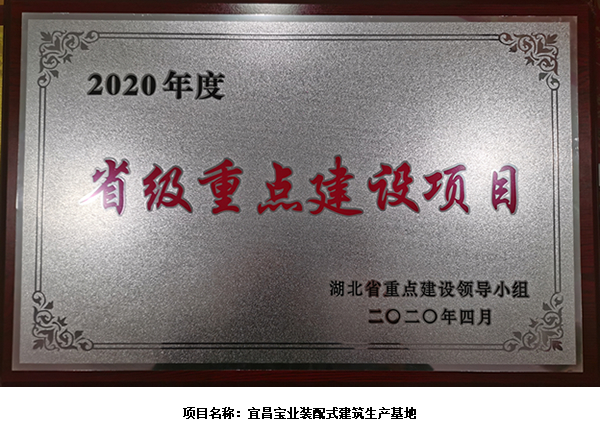 2020年度
省级重点建设项目
湖北省重点建设领导小组
二〇二〇年四月
项目名称：宜昌宝业装配式建筑生产基地